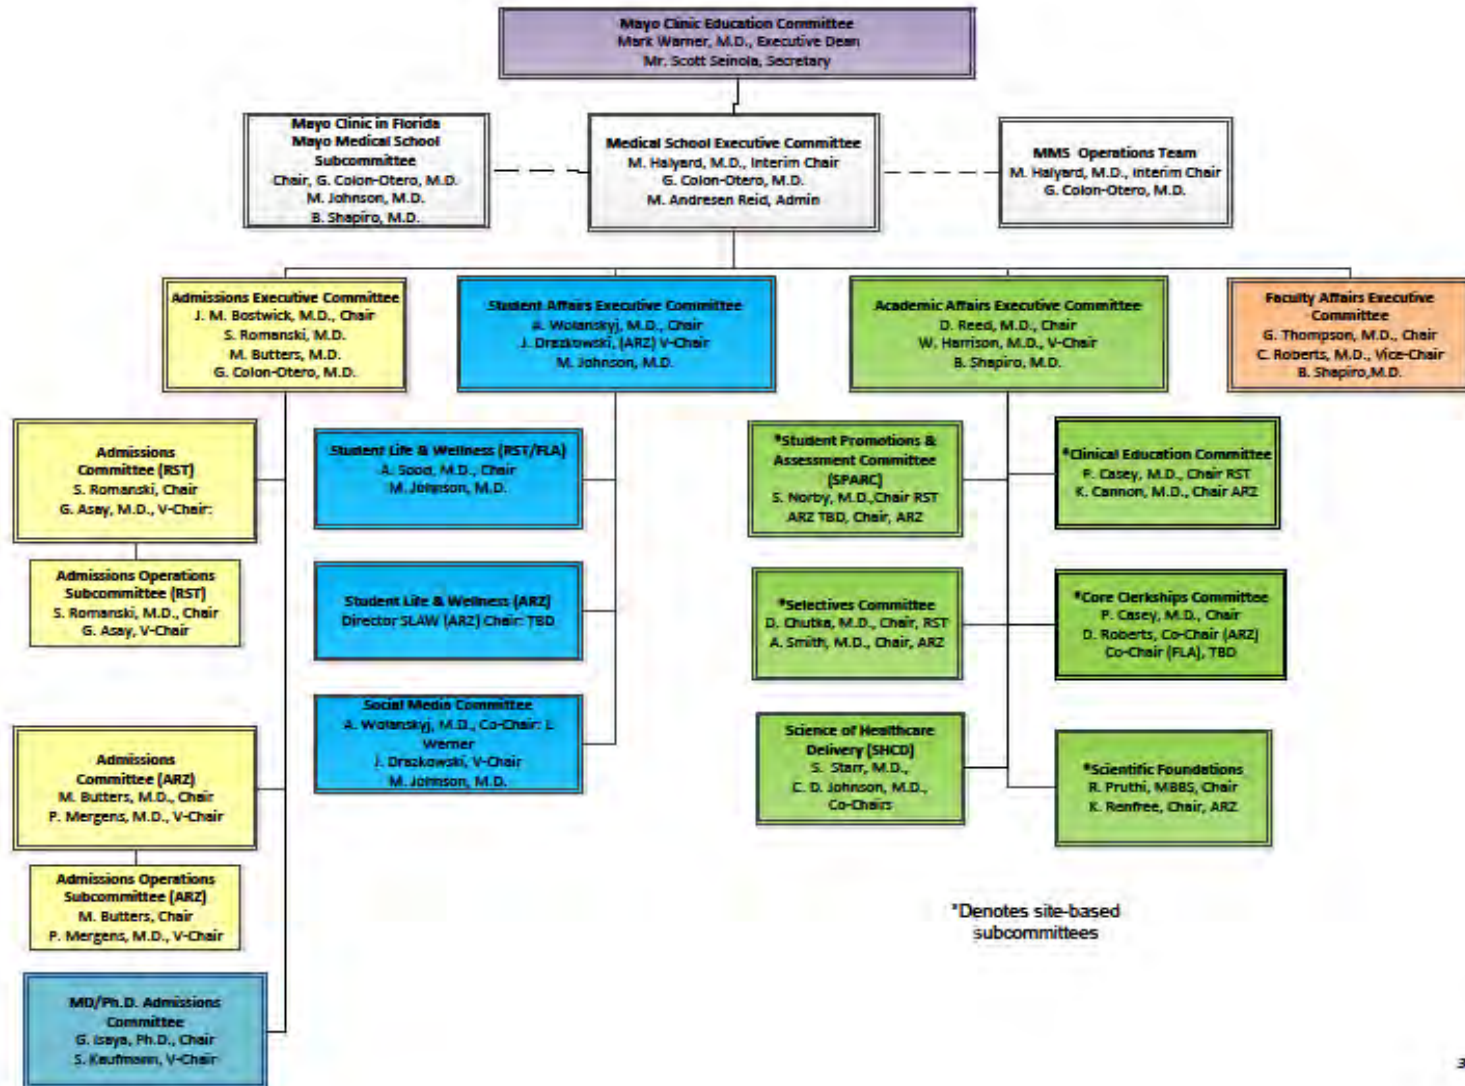 Mayo Clinic Education Committee
Mark Warner, M.D., Executive Dean
Mr. Scott Seinola, Secretary
Mayo Clinic in Florida
Mayo Medical School
Subcommittee
Chair, G. Colon-Otero, M.D.
M. Johnson, M.D.
B. Shapiro, M.D.
Medical School Executive Committee
M. Halyard, M.D., Interim Chair
G. Colon-Otero, M.D.
M. Andresen Reid, Admin
MMS Operations Team
M. Halyard, M.D., Interim Chair
G. Colon-Otero, M.D.
Admissions Executive Committee
J. M. Bostwick, M.D., Chair
S. Romanski, M.D.
M. Butters, M.D.
G. Colon-Otero, M.D.
Student Affairs Executive Committee
A. Wolanskyj, M.D., Chair
J. Drazkowski, (ARZ) V-Chair
M. Johnson, M.D.
Academic Affairs Executive Committee
D. Reed, M.D., Chair
W. Harrison, M.D., V-Chair
B. Shapiro, M.D.
Faculty Affairs Executive
Committee
G. Thompson, M.D., Chair
C. Roberts, M.D., Vice-Chair
B. Shapiro,M.D.
Admissions
Committee (RST)
S. Romanski, Chair
G. Asay, M.D., V-Chair:
Admissions Operations
Subcommittee (RST)
S. Romanski, M.D., Chair
G. Asay, V-Chair
Admissions
Committee (ARZ)
M. Butters, M.D., Chair
P. Mergens, M.D., V-Chair
Admissions Operations
Subcommittee (ARZ)
M. Butters, Chair
P. Mergens, M.D., V-Chair
MD/Ph.D. Admissions
Committee
G. Isaya, Ph.D., Chair
S. Kaufmann, V-Chair
Student Life & Wellness (RST/FLA)
A. Sood, M.D., Chair
M. Johnson, M.D.
Student Life & Wellness (ARZ)
Director SLAW (ARZ) Chair: TBD
Social Media Committee
A. Wolanskyj, M.D., Co-Chair:
Werner
J. Drazkowski, V-Chair
M. Johnson, M.D.
*Student Promotions &
Assessment Committee
(SPARC)
S. Norby, M.D.,Chair RST
ARZ TBD, Chair, ARZ
*Selectives Committee
D. Chutka, M.D., Chair, RST
A. Smith, M.D., Chair, ARZ
Science of Healthcare
Delivery (SHCD)
S. Starr, M.D.,
C. D. Johnson, M.D.,
Co-Chairs
*Clinical Education Committee
P. Casey, M.D., Chair RST
K. Cannon, M.D., Chair ARZ
*Core Clerkships Committee
P. Casey, M.D., Chair
D. Roberts, Co-Chair (ARZ)
Co-Chair (FLA), TBD
*Scientific Foundations
R. Pruthi, MBBS, Chair
K. Renfree, Chair, ARZ
*Denotes site-based
subcommittees
3